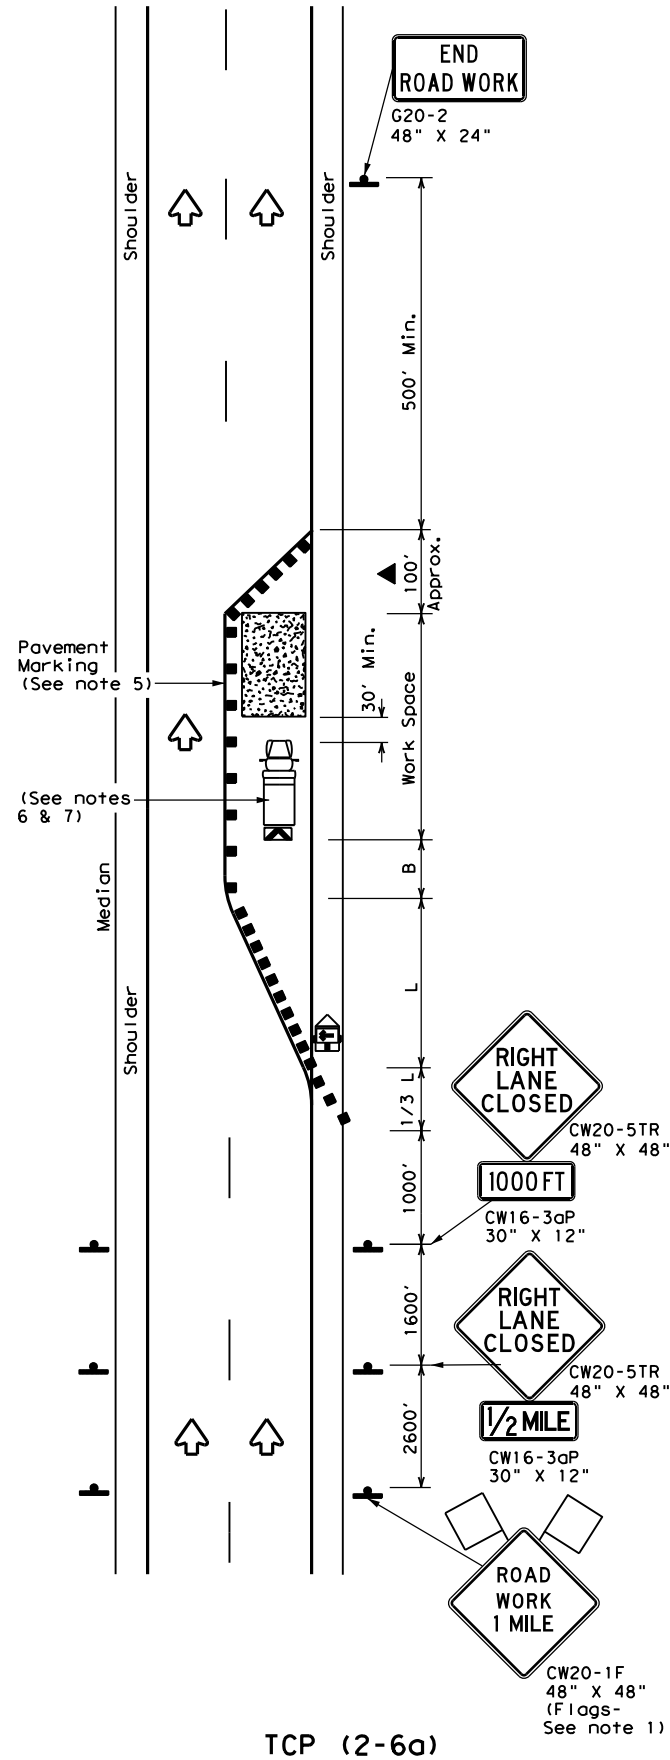 END
ROAD WORK
G20-2
48" X 24"
Shoulder
Shoulder
500' Min.
100'
Approx.
30' Min.
Work Space
Pavement
Marking
(See note 5)
(See notes
6 & 7)
B
Median
L
Shoulder
1/3 L
RIGHT
LANE
CLOSED
CW20-5TR
48" X 48"
1000 FT
CW16-3aP
30" X 12"
1000'
1600'
RIGHT
LANE
CLOSED
CW20-5TR
48" X 48"
1/2 MILE
CW16-3aP
30" X 12"
2600'
ROAD
WORK
1 MILE
CW20-1F
48" X 48"
(Flags-
See note 1)
TCP (2-6a)